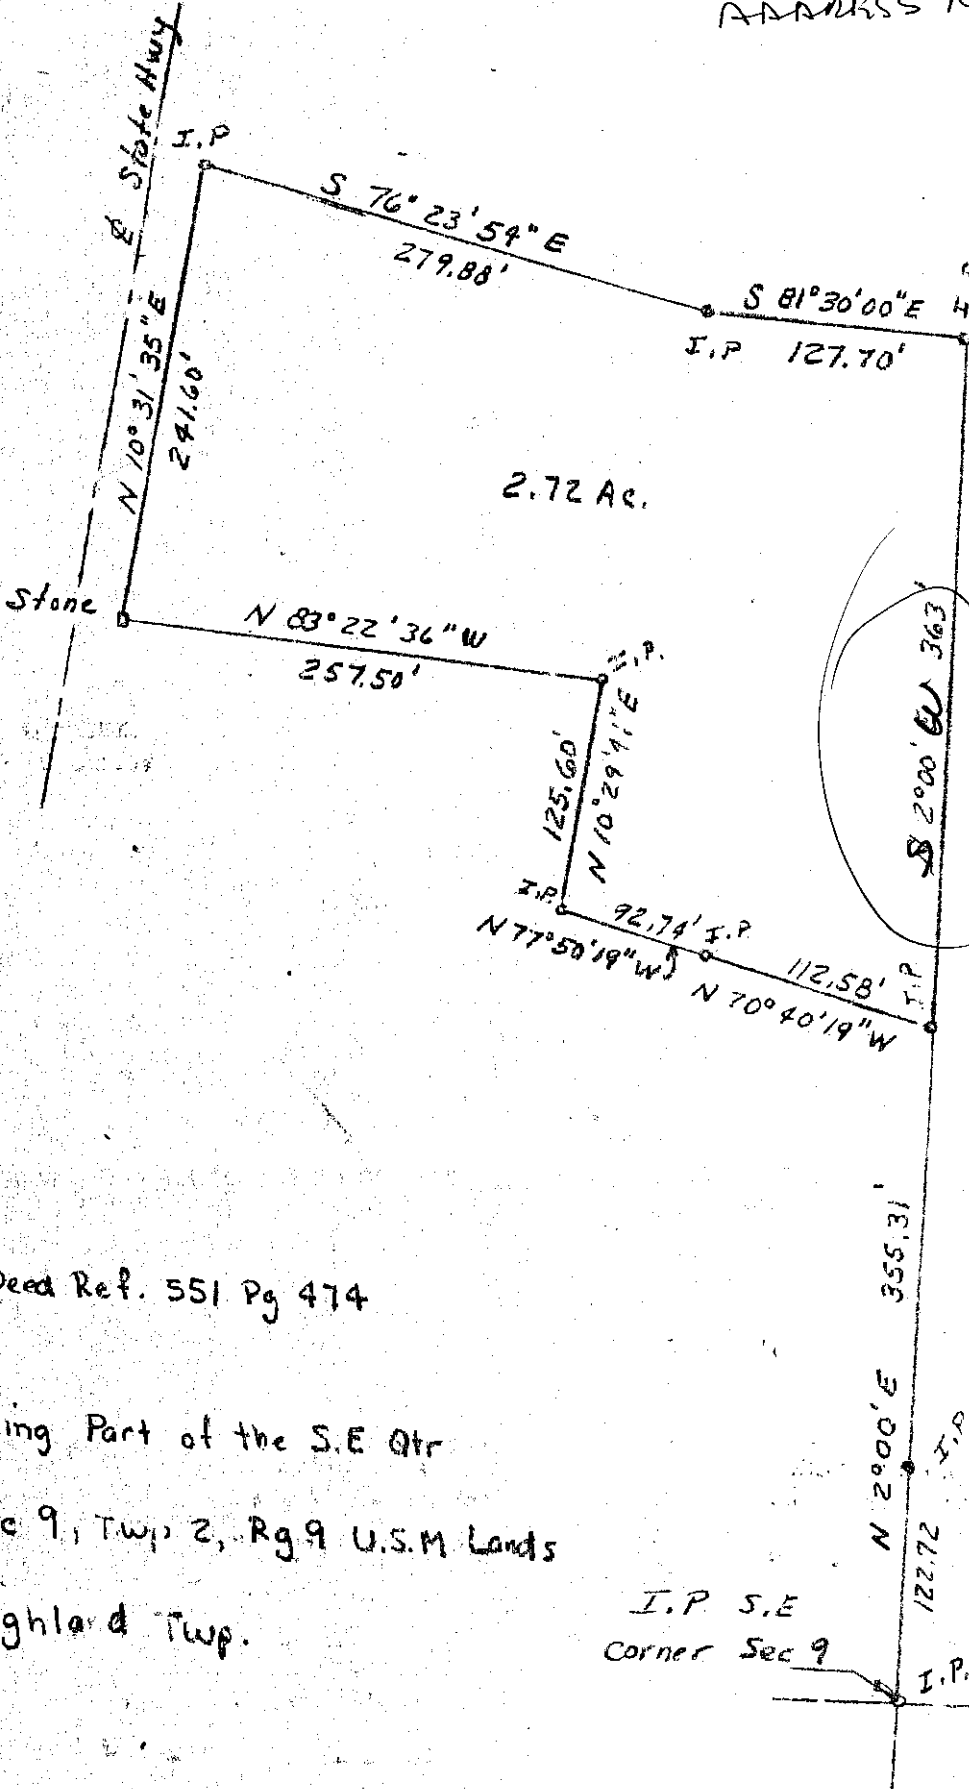 ADDRESS
℄ State Hwy
I.P
S 76° 23' 54" E
279.88'
S 81°30'00"E
I.P
127.70'
N 10° 31' 35" E
241.60'
2.72 Ac.
Stone
N 83° 22' 36" W
257.50'
I.P.
S 2°00' W 363'
125.60'
N 10° 29' 41" E
I.P.
92.74'
I.P.
N 77°50'19"W
112.58'
I.P
N 70° 40'19"W
355.31'
Deed Ref. 551 Pg 474
N 2°00' E
ing Part of the S.E Qtr
I.P
c 9, Twp 2, Rg 9 U.S.M Lands
122.72
ghland Twp.
I.P S.E
Corner Sec 9
I.P.